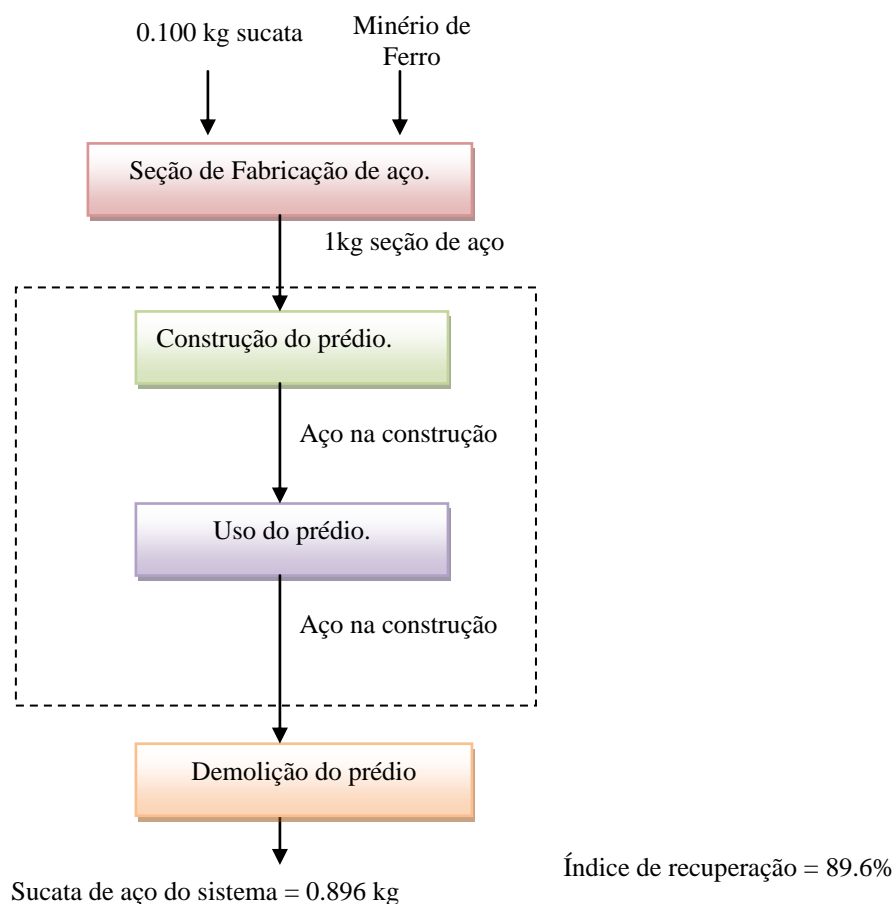 0.100 kg sucata
Minério de
Ferro
Seção de Fabricação de aço.
1kg seção de aço
Construção do prédio.
Aço na construção
Uso do prédio.
Aço na construção
Demolição do prédio
Índice de recuperação = 89.6%
Sucata de aço do sistema = 0.896 kg